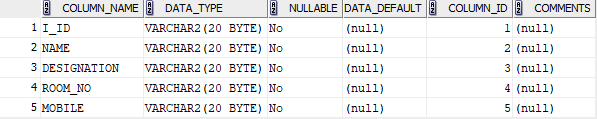 COLUMN_NAME DATA_TYPE NULLABLE DATA_DEFAULT COLUMN_ID COMMENTS
1 I_ID VARCHAR2(20 BYTE) No (null) 1 (null)
2 NAME VARCHAR2(20 BYTE) No (null) 2 (null)
3 DESIGNATION VARCHAR2(20 BYTE) No (null) 3 (null)
4 ROOM_NO VARCHAR2(20 BYTE) No (null) 4 (null)
5 MOBILE VARCHAR2(20 BYTE) No (null) 5 (null)